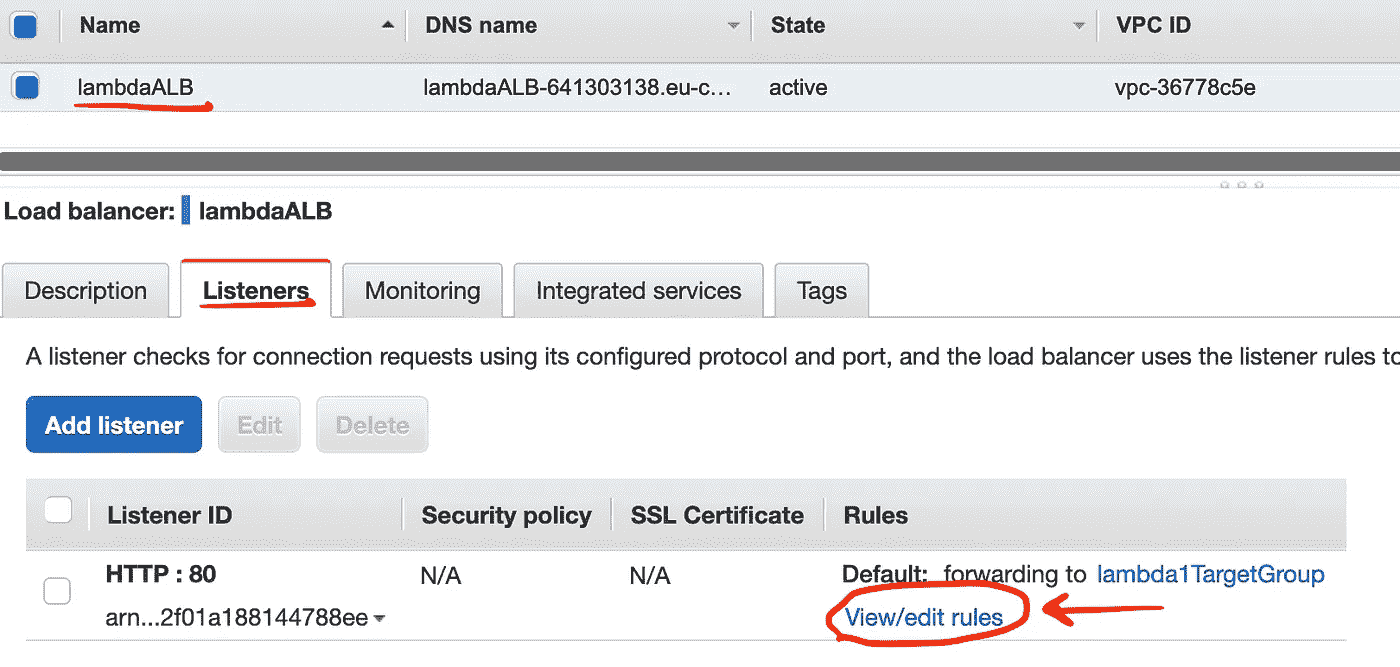 Name DNS name State VPC ID
lambdaALB lambdaALB-641303138.eu-c... active vpc-36778c5e
Load balancer: lambdaALB
Description Listeners Monitoring Integrated services Tags
A listener checks for connection requests using its configured protocol and port, and the load balancer uses the listener rules to
Add listener Edit Delete
Listener ID Security policy SSL Certificate Rules
HTTP : 80 N/A N/A Default: forwarding to lambda1TargetGroup
arn...2f01a188144788ee View/edit rules